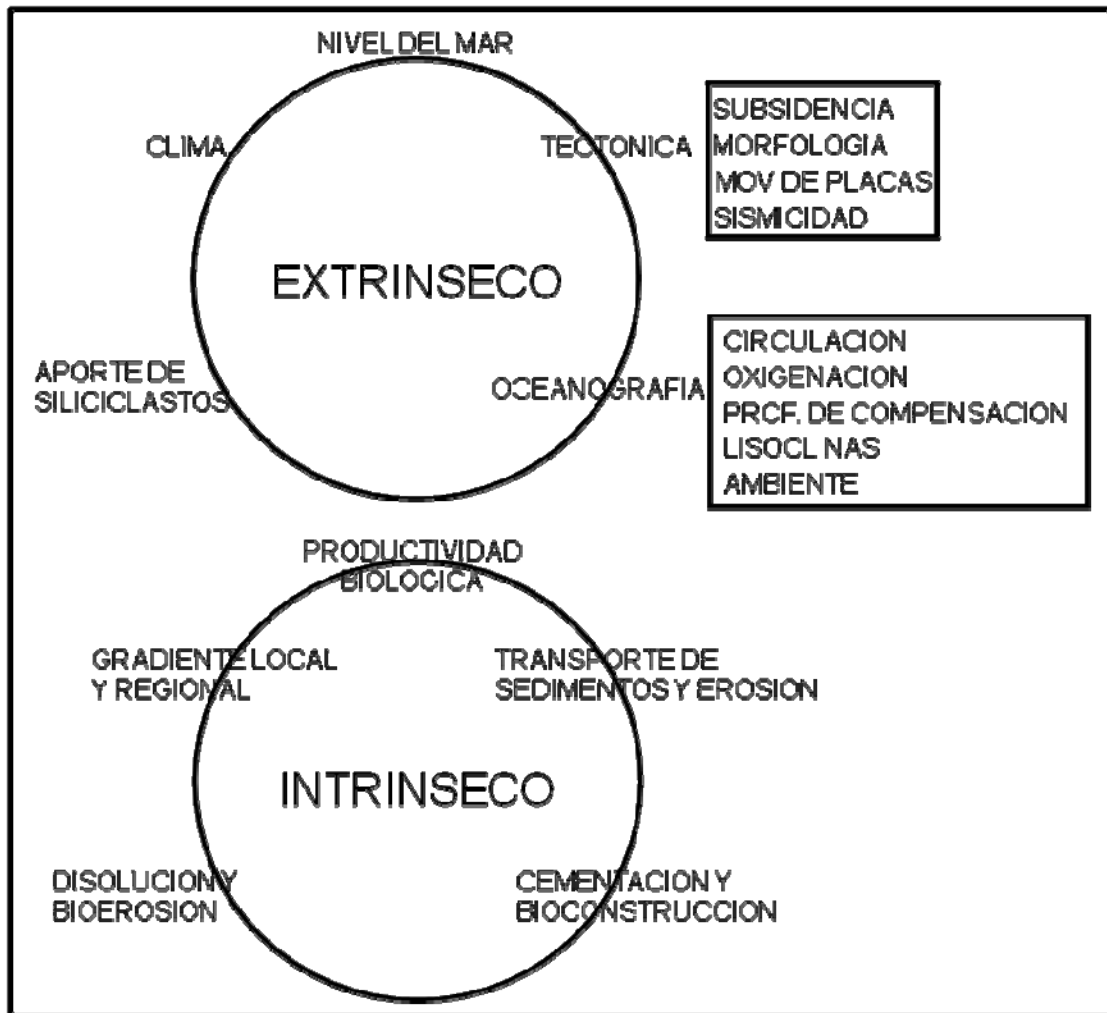 NIVEL DEL MAR
CLIMA
TECTONICA
SUBSIDENCIA
MORFOLOGIA
MOV DE PLACAS
SISMICIDAD
EXTRINSECO
APORTE DE
SILICICLASTOS
OCEANOGRAFIA
CIRCULACION
OXIGENACION
PRCF. DE COMPENSACION
LISOCL NAS
AMBIENTE
PRODUCTIVIDAD
BIOLOGICA
GRADIENTE LOCAL
Y REGIONAL
TRANSPORTE DE
SEDIMENTOS Y EROSION
INTRINSECO
DISOLUCION Y
BIOEROSION
CEMENTACION Y
BIOCONSTRUCCION